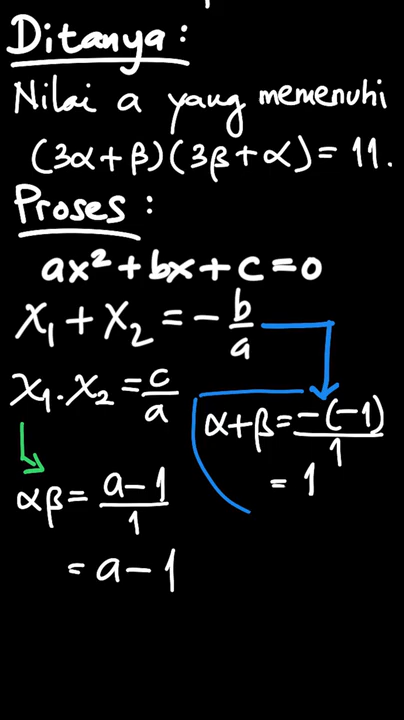 Ditanya :
Nilai a yang memenuhi
(3α + β)(3β + α) = 11.
Proses :
ax² + bx + c = 0
x₁ + x₂ = - b/a
x₁ . x₂ = c/a
α + β = -(-1)/1
= 1
αβ = a - 1/1
= a - 1